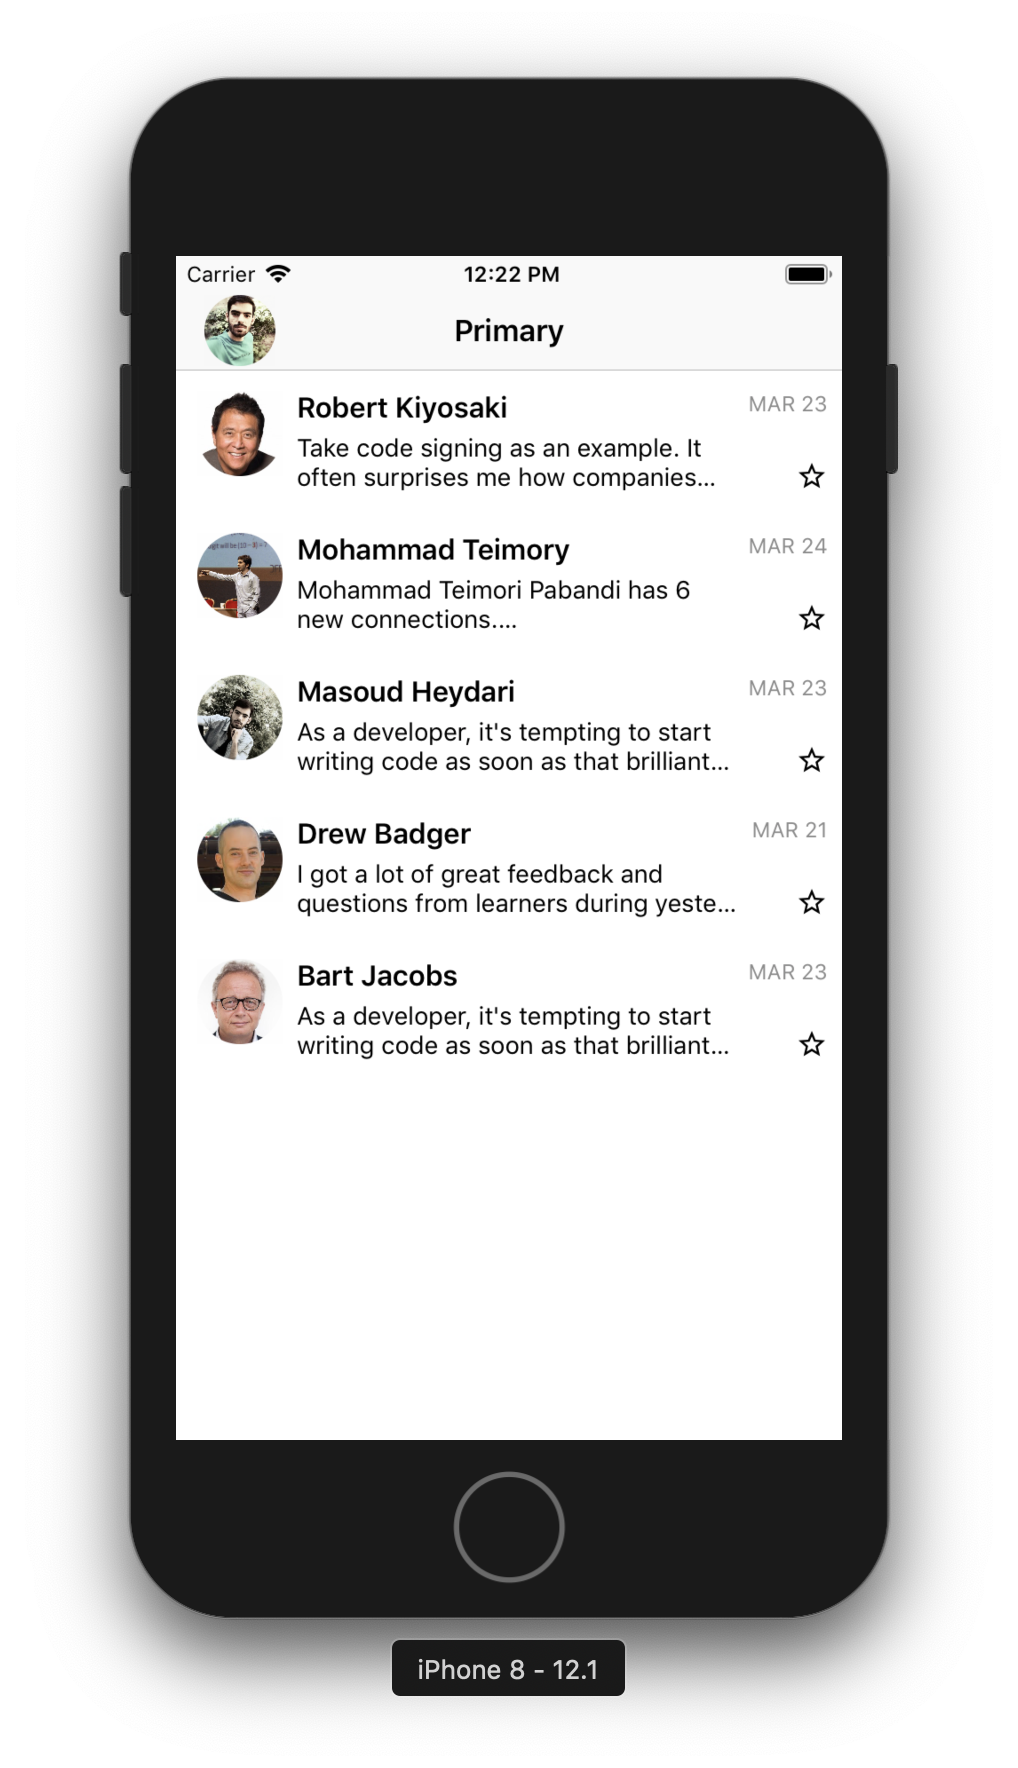 Carrier 12:22 PM
Primary
Robert Kiyosaki MAR 23
Take code signing as an example. It
often surprises me how companies...
Mohammad Teimory MAR 24
Mohammad Teimori Pabandi has 6
new connections....
Masoud Heydari MAR 23
As a developer, it's tempting to start
writing code as soon as that brilliant...
Drew Badger MAR 21
I got a lot of great feedback and
questions from learners during yeste...
Bart Jacobs MAR 23
As a developer, it's tempting to start
writing code as soon as that brilliant...
iPhone 8 - 12.1